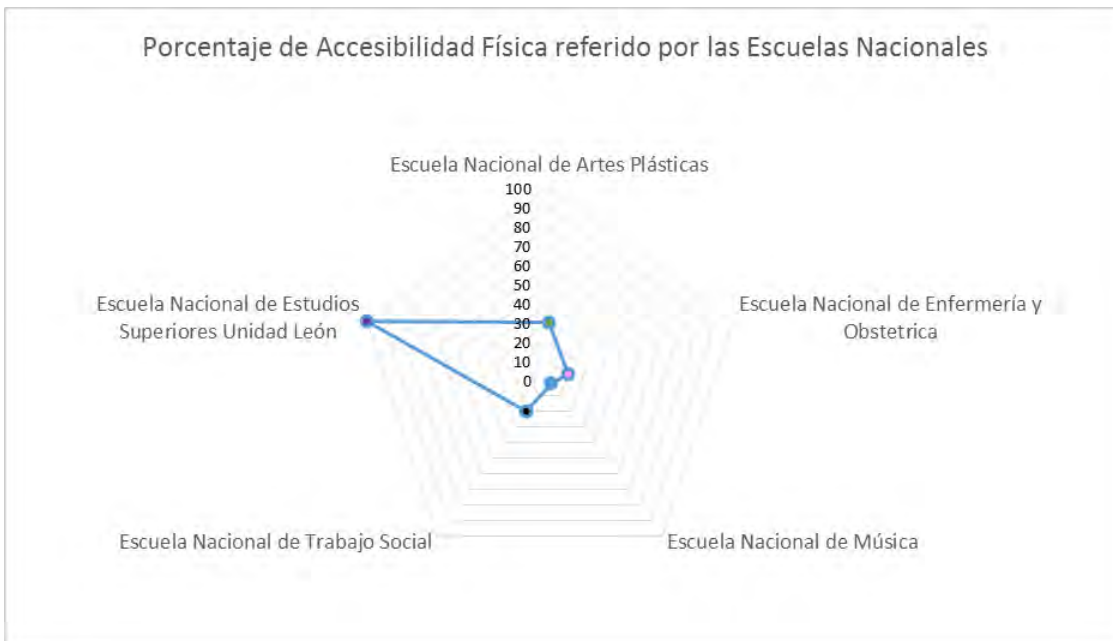 Porcentaje de Accesibilidad Física referido por las Escuelas Nacionales
Escuela Nacional de Artes Plásticas
100
90
80
70
60
50
40
30
20
10
0
Escuela Nacional de Estudios
Superiores Unidad León
Escuela Nacional de Enfermería y
Obstetrica
Escuela Nacional de Trabajo Social
Escuela Nacional de Música